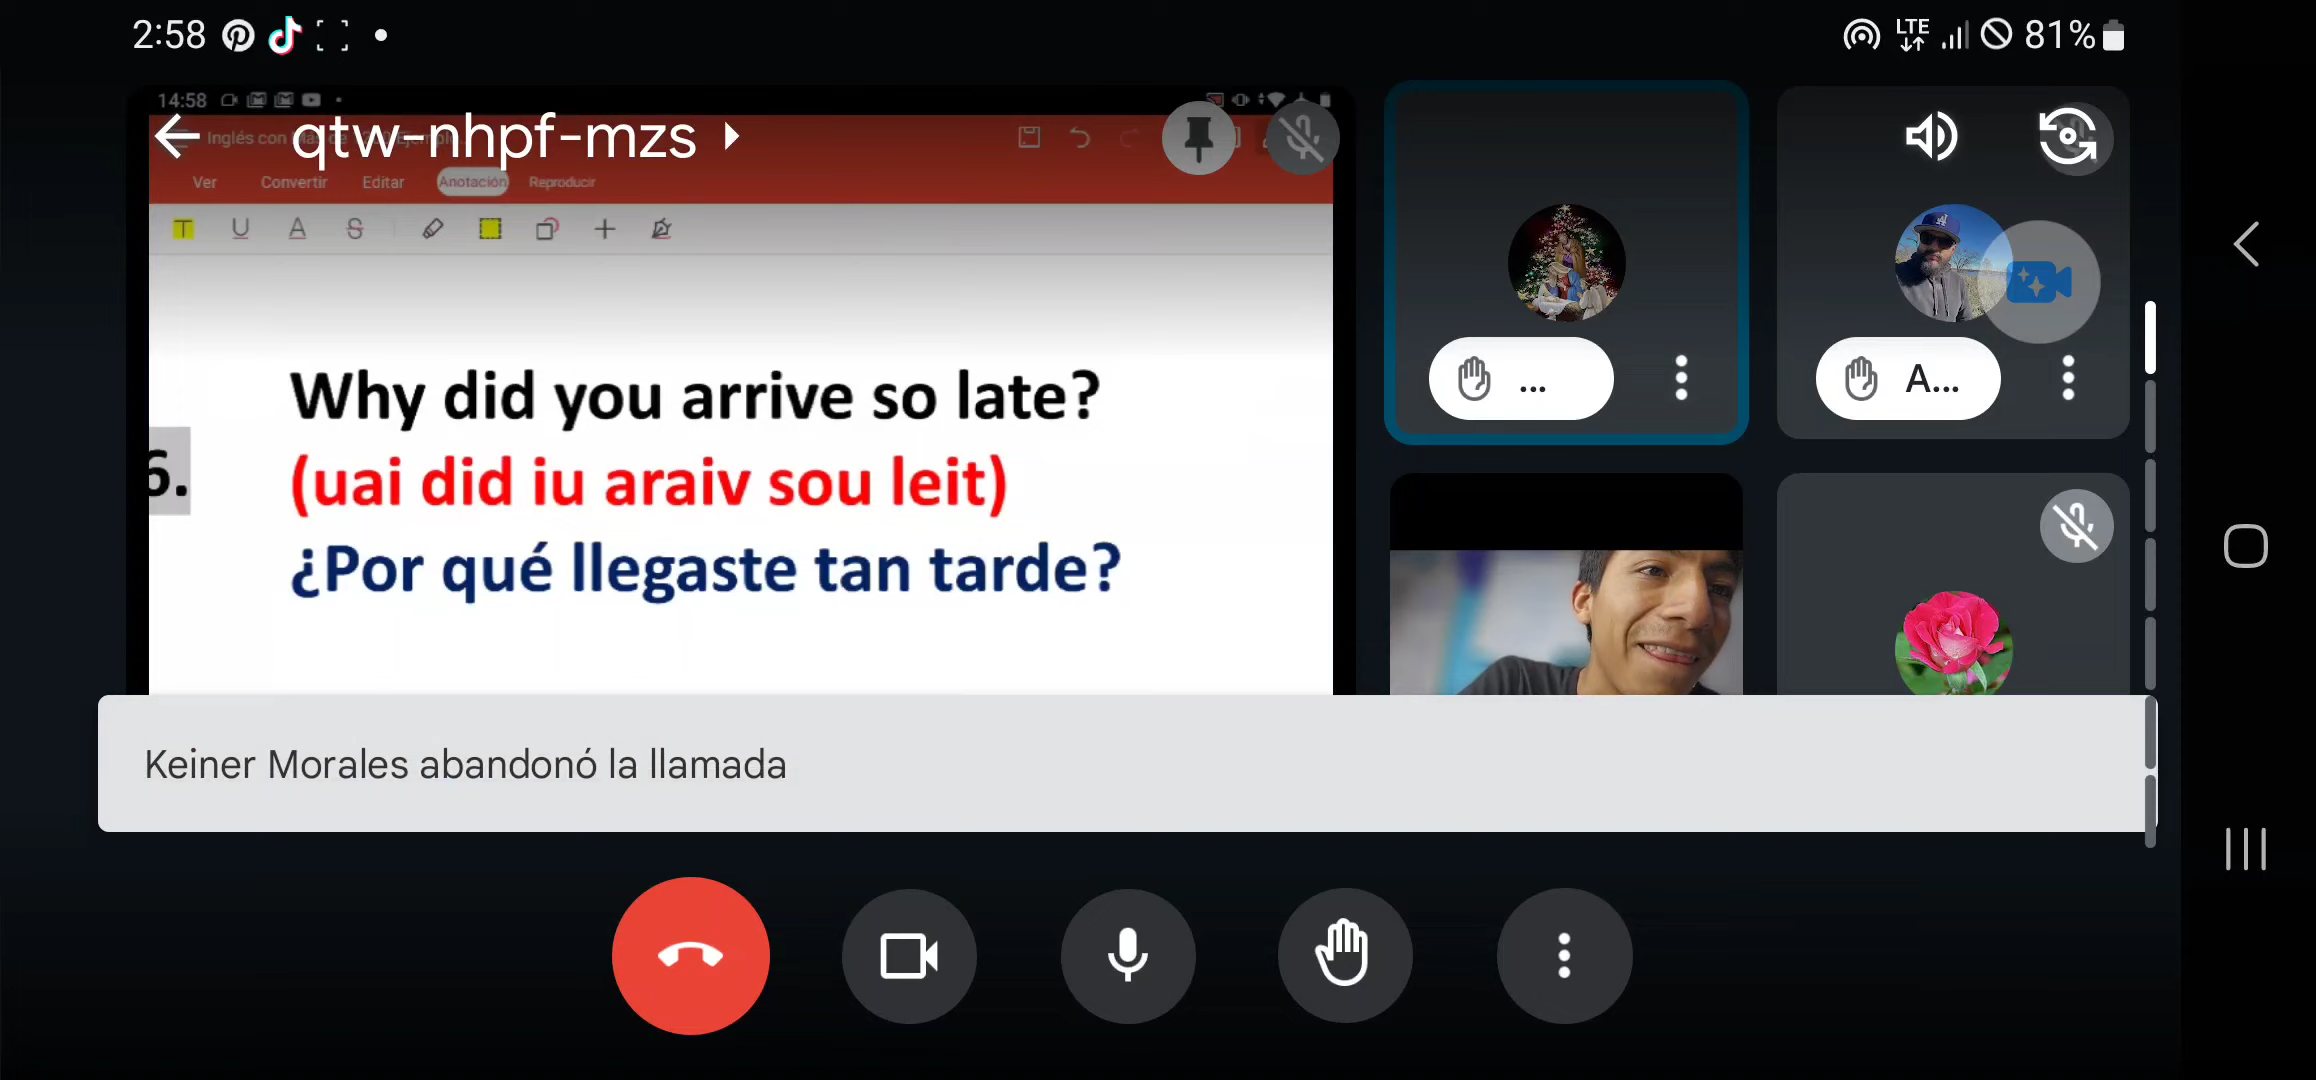 2:58
LTE
81%
14:58
Inglés con
qtw-nhpf-mzs
Ver Convertir Editar Anotación Reproducir
T U A S
Why did you arrive so late?
6.
(uai did iu araiv sou leit)
¿Por qué llegaste tan tarde?
...
A...
Keiner Morales abandonó la llamada